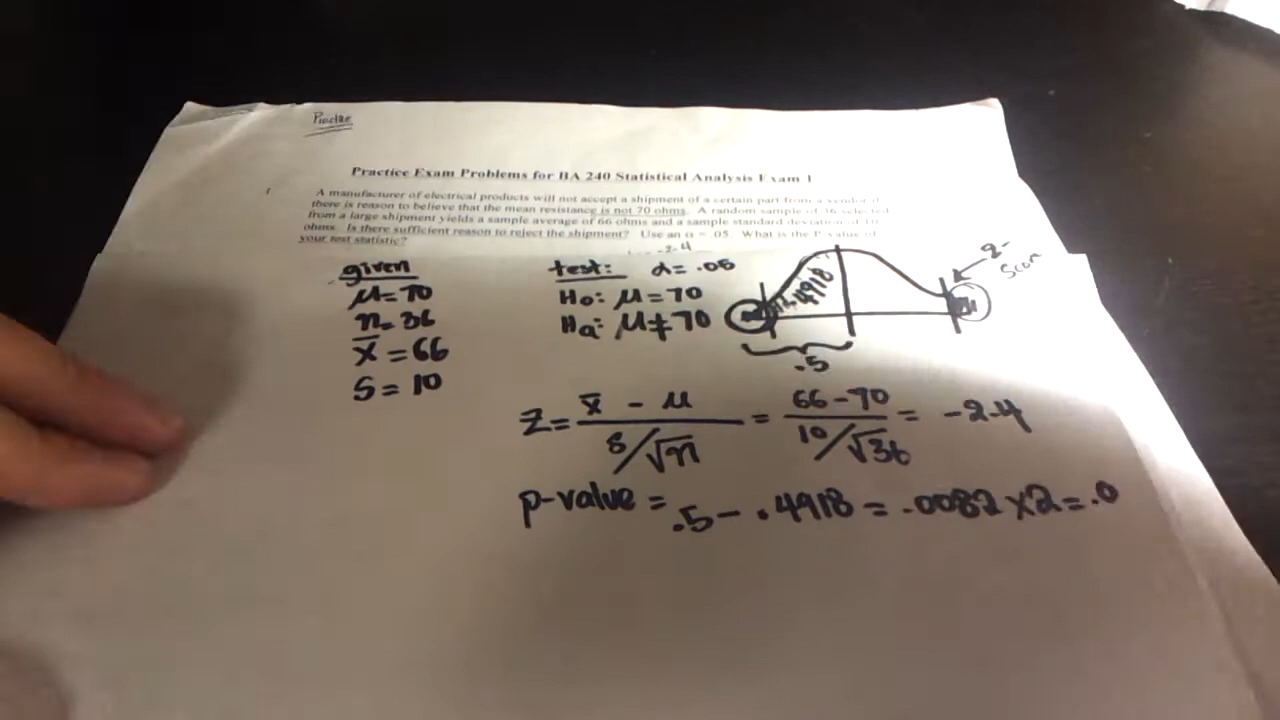 Practice
Practice Exam Problems for BA 240 Statistical Analysis Exam 1
1
A manufacturer of electrical products will not accept a shipment of a certain part from a vendor if
there is reason to believe that the mean resistance is not 70 ohms. A random sample of 36 selected
from a large shipment yields a sample average of 66 ohms and a sample standard deviation of 10
ohms. Is there sufficient reason to reject the shipment? Use an α = .05. What is the P value of
your test statistic?
-2.4
given
μ=70
n=36
x̄=66
S=10
test: α=.05
H₀: μ=70
Hₐ: μ≠70
.4918
.5
z-
Score
Z= x̄ - μ / s/√n = 66-70 / 10/√36 = -2.4
p-value = .5 - .4918 = .0082 x 2 = .0